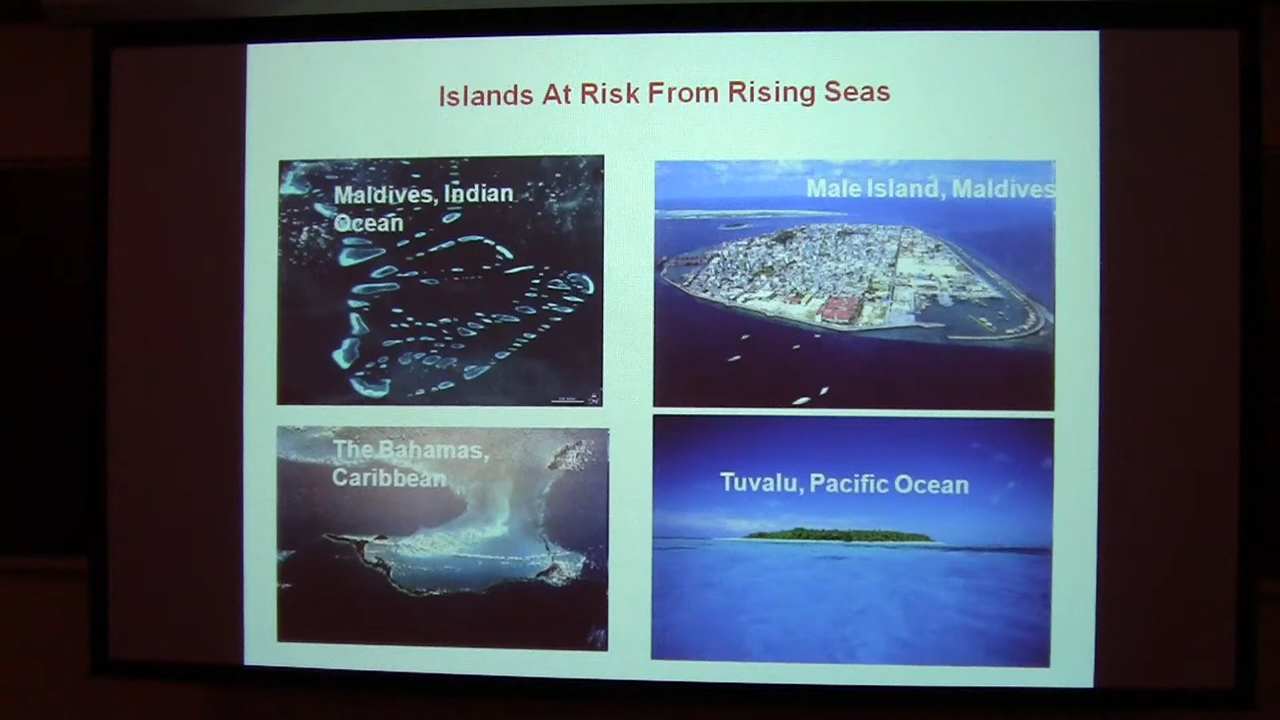 Islands At Risk From Rising Seas
Maldives, Indian
Ocean
Male Island, Maldives
The Bahamas,
Caribbean
Tuvalu, Pacific Ocean